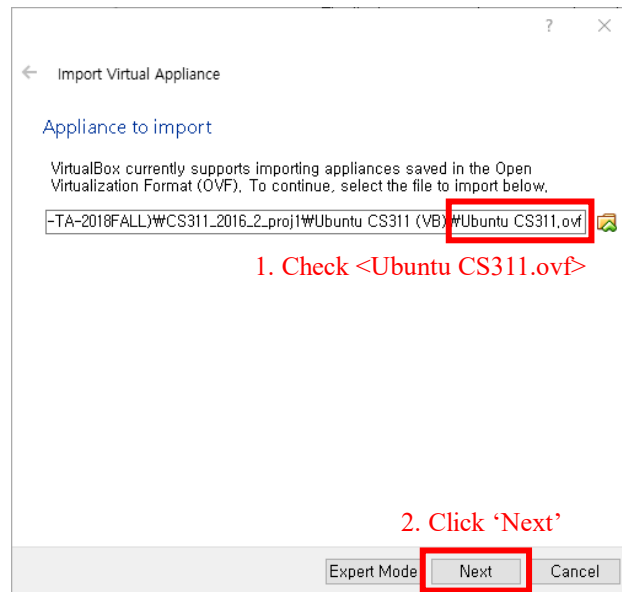 ?
Import Virtual Appliance
Appliance to import
VirtualBox currently supports importing appliances saved in the Open
Virtualization Format (OVF). To continue, select the file to import below.
-TA-2018FALL)₩CS311_2016_2_proj1₩Ubuntu CS311 (VB)₩Ubuntu CS311.ovf
1. Check <Ubuntu CS311.ovf>
2. Click ‘Next’
Expert Mode Next Cancel